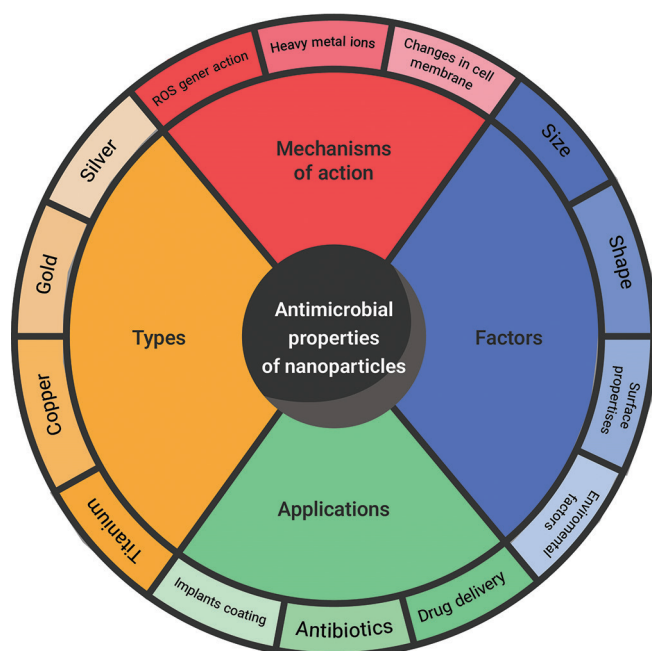 Antimicrobial
properties
of nanoparticles
Mechanisms
of action
ROS gener action
Heavy metal ions
Changes in cell
membrane
Factors
Size
Shape
Surface
propertises
Enviromental
factors
Applications
Drug delivery
Antibiotics
Implants coating
Types
Titanium
Copper
Gold
Silver